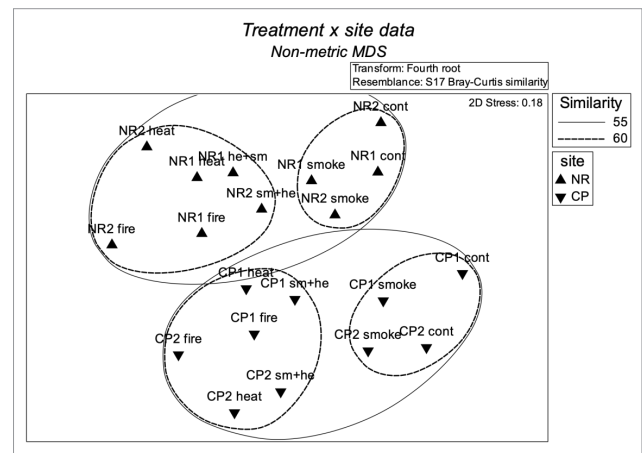 Treatment x site data
Non-metric MDS
Transform: Fourth root
Resemblance: S17 Bray-Curtis similarity
2D Stress: 0.18
Similarity
55
60
site
NR
CP
NR2 cont
NR2 heat
NR1 he+sm
NR1 heat
NR1 smoke
NR1 cont
NR2 sm+he
NR2 smoke
NR1 fire
NR2 fire
CP1 cont
CP1 heat
CP1 sm+he
CP1 smoke
CP1 fire
CP2 fire
CP2 smoke
CP2 cont
CP2 sm+he
CP2 heat